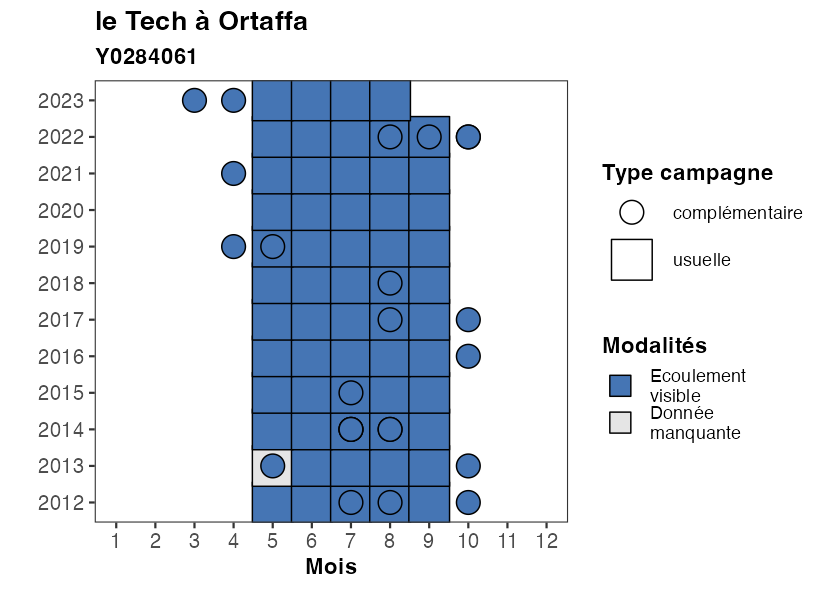 le Tech à Ortaffa
Y0284061
2023
2022
2021
2020
2019
2018
2017
2016
2015
2014
2013
2012
1 2 3 4 5 6 7 8 9 10 11 12
Mois
Type campagne
complémentaire
usuelle
Modalités
Ecoulement
visible
Donnée
manquante